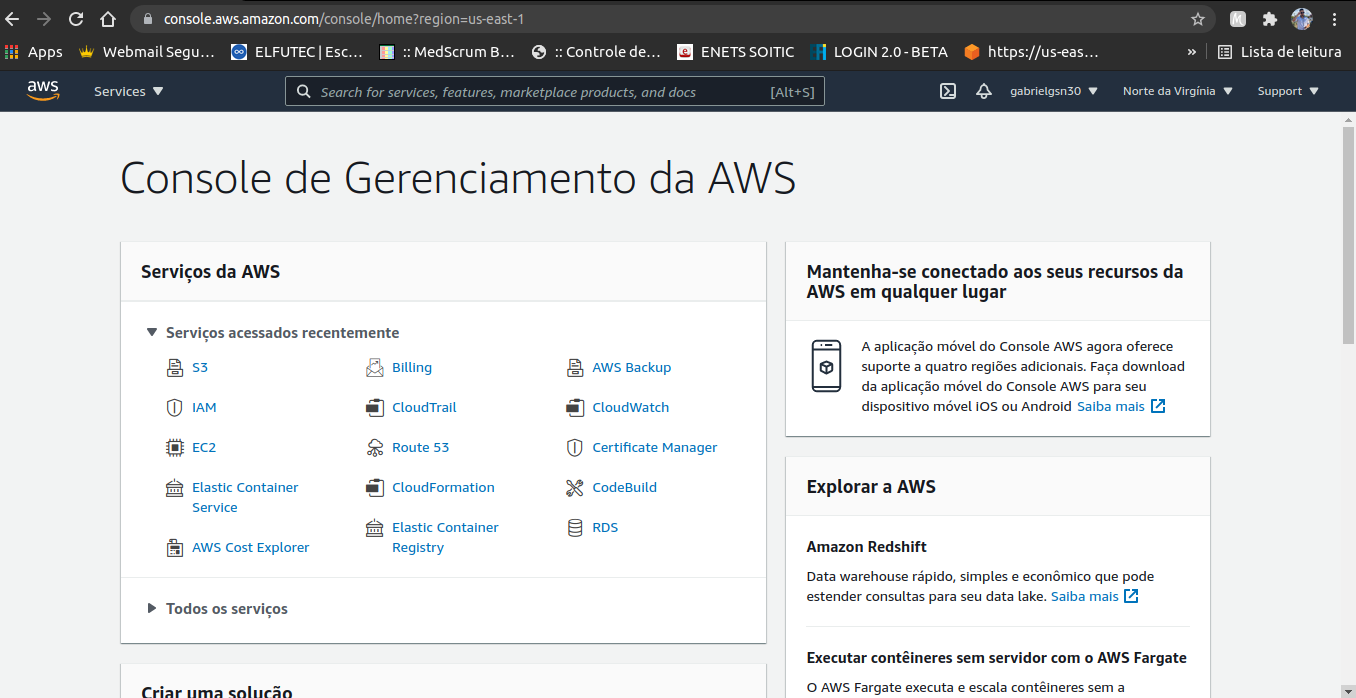 console.aws.amazon.com/console/home?region=us-east-1
M
Apps Webmail Segu... ELFUTEC | Esc... :: MedScrum B... :: Controle de... ENETS SOITIC LOGIN 2.0 - BETA https://us-eas... » Lista de leitura
aws Services Search for services, features, marketplace products, and docs [Alt+S] gabrielgsn30 Norte da Virgínia Support
Console de Gerenciamento da AWS
Serviços da AWS
Serviços acessados recentemente
S3 Billing AWS Backup
IAM CloudTrail CloudWatch
EC2 Route 53 Certificate Manager
Elastic Container
Service
CloudFormation CodeBuild
AWS Cost Explorer
Elastic Container
Registry
RDS
Todos os serviços
Criar uma solução
Mantenha-se conectado aos seus recursos da
AWS em qualquer lugar
A aplicação móvel do Console AWS agora oferece
suporte a quatro regiões adicionais. Faça download
da aplicação móvel do Console AWS para seu
dispositivo móvel iOS ou Android Saiba mais
Explorar a AWS
Amazon Redshift
Data warehouse rápido, simples e econômico que pode
estender consultas para seu data lake. Saiba mais
Executar contêineres sem servidor com o AWS Fargate
O AWS Fargate executa e escala contêineres sem a